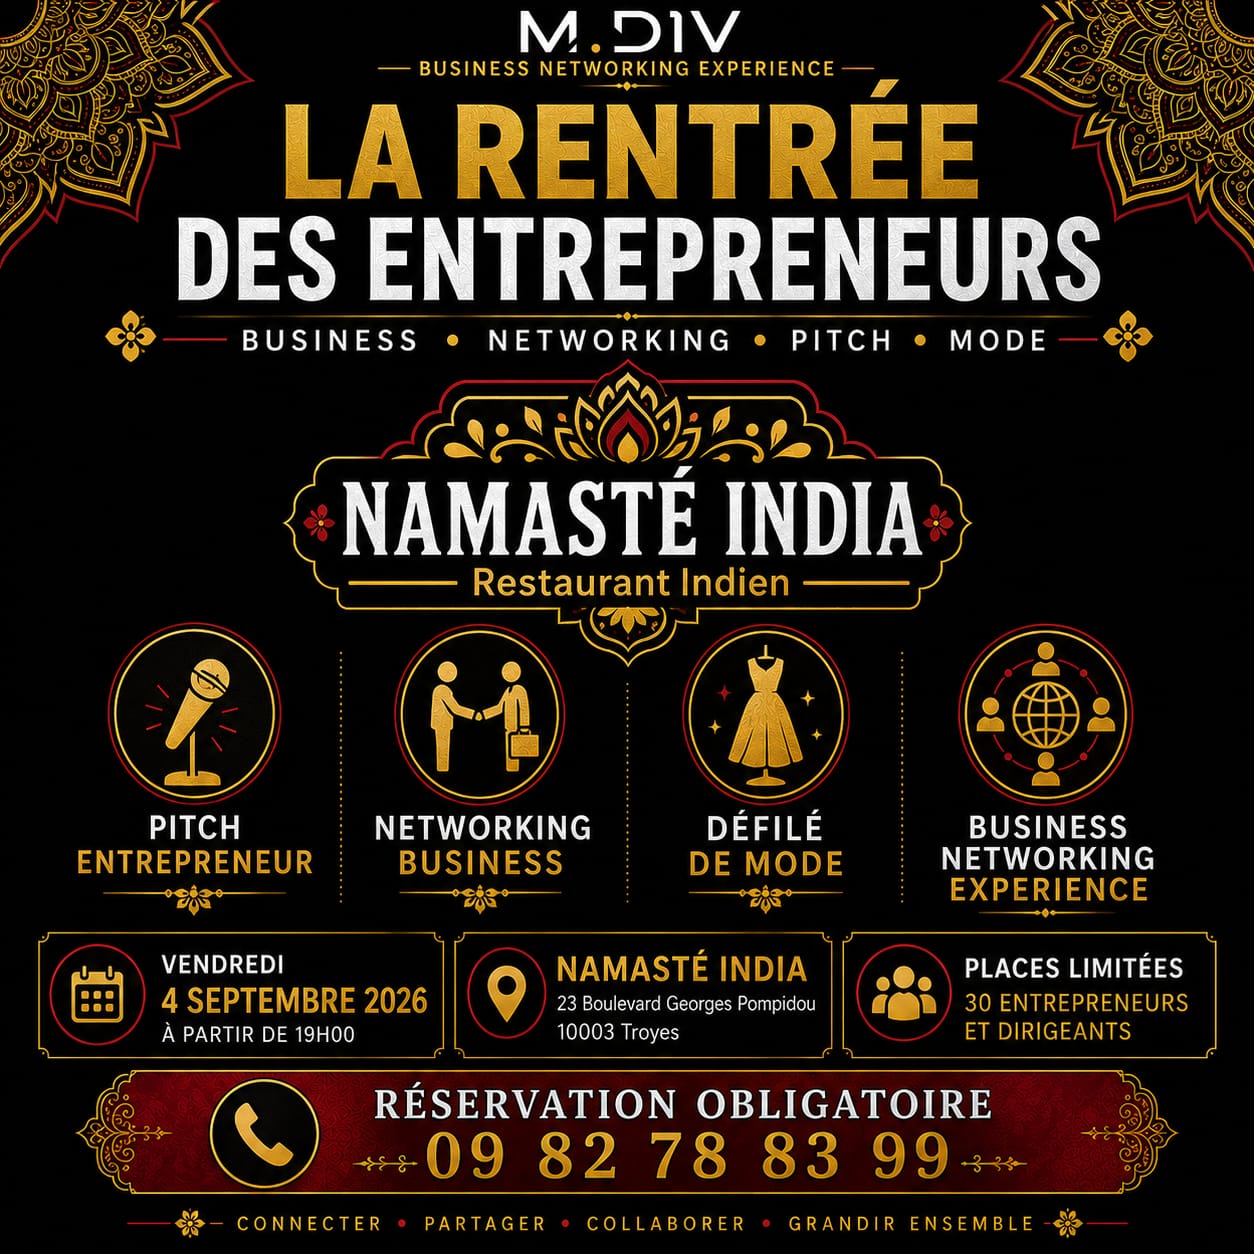 M.DIV
BUSINESS NETWORKING EXPERIENCE
LA RENTRÉE
DES ENTREPRENEURS
BUSINESS • NETWORKING • PITCH • MODE
NAMASTÉ INDIA
Restaurant Indien
PITCH
ENTREPRENEUR
NETWORKING
BUSINESS
DÉFILÉ
DE MODE
BUSINESS
NETWORKING
EXPERIENCE
VENDREDI
4 SEPTEMBRE 2026
À PARTIR DE 19H00
NAMASTÉ INDIA
23 Boulevard Georges Pompidou
10003 Troyes
PLACES LIMITÉES
30 ENTREPRENEURS
ET DIRIGEANTS
RÉSERVATION OBLIGATOIRE
09 82 78 83 99
CONNECTER • PARTAGER • COLLABORER • GRANDIR ENSEMBLE